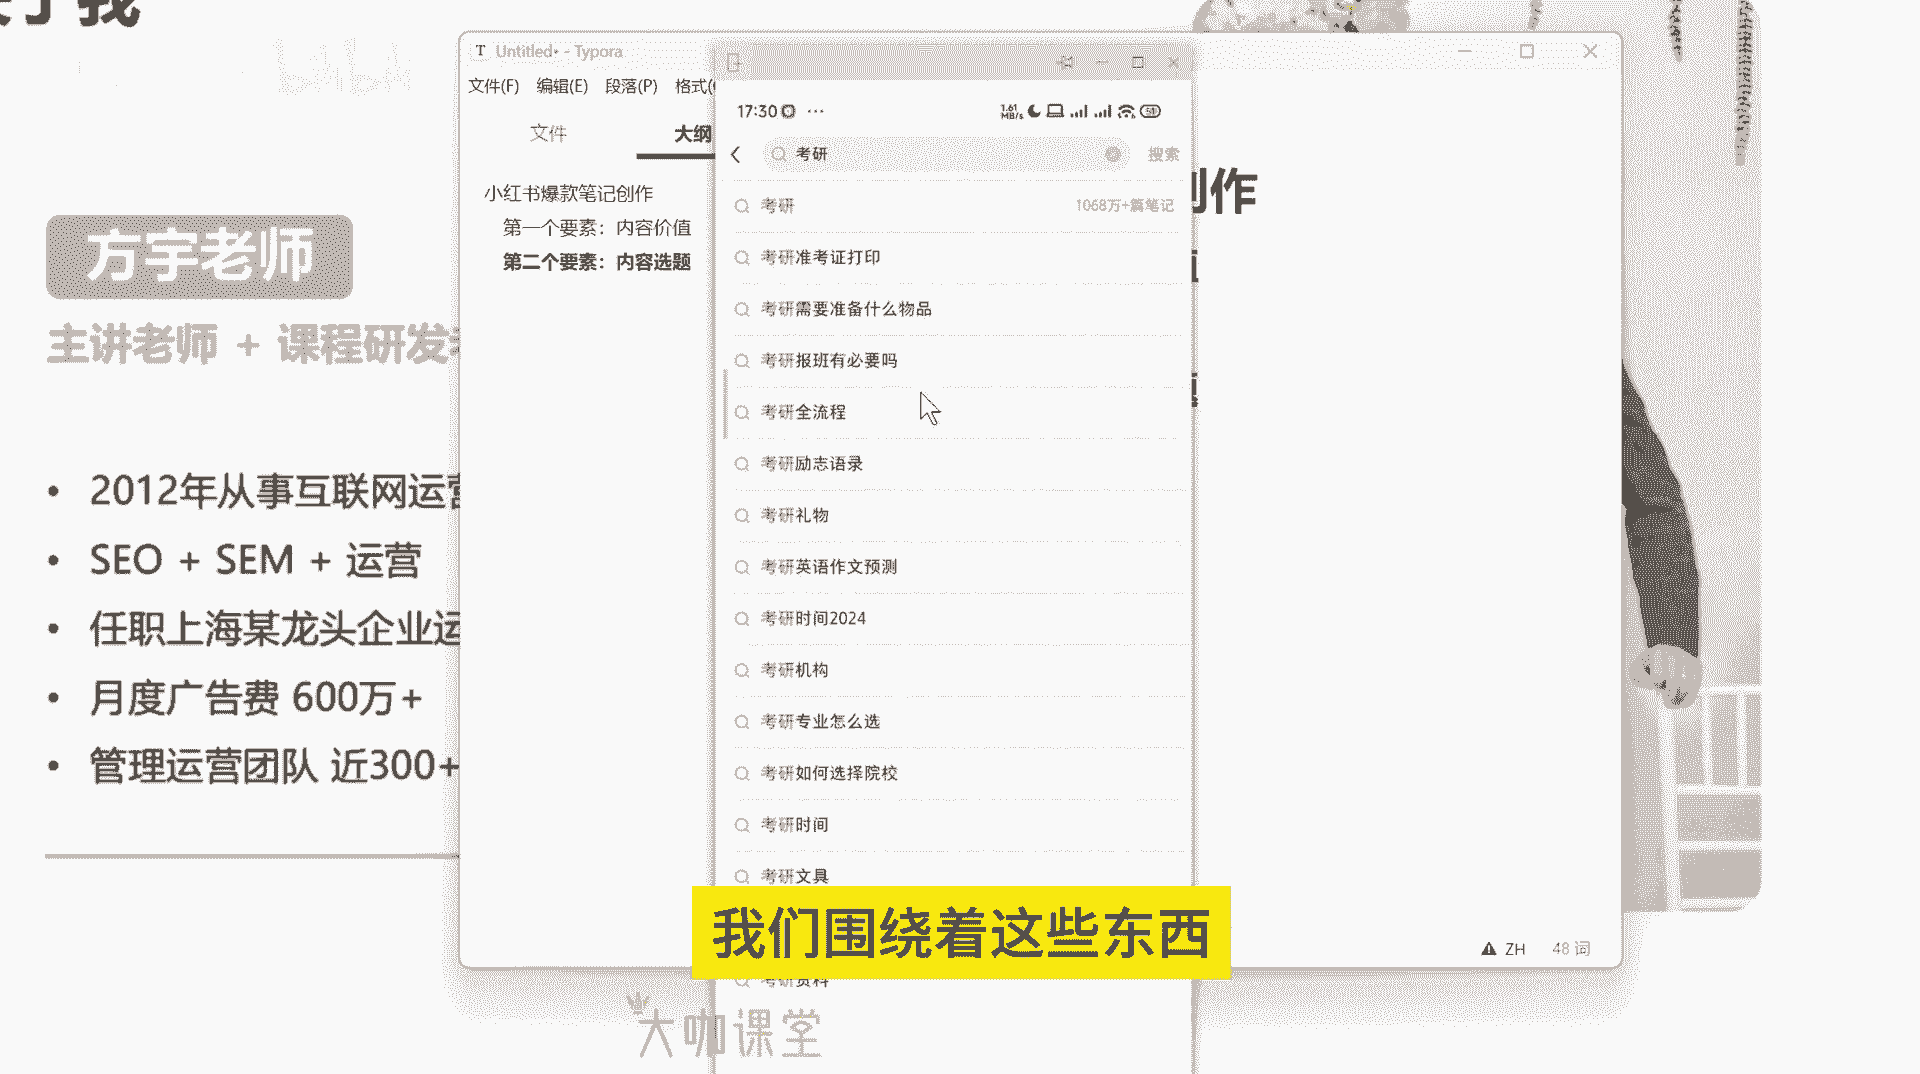 方宇老师
主讲老师 + 课程研发
2012年从事互联网运营
SEO + SEM + 运营
任职上海某龙头企业运
月度广告费 600万+
管理运营团队 近300+
Untitled• - Typora
文件(F) 编辑(E) 段落(P) 格式(
文件 大纲
小红书爆款笔记创作
第一个要素：内容价值
第二个要素：内容选题
创作
17:30 ···
1.61 MB/s
考研 搜索
考研 1068万+篇笔记
考研准考证打印
考研需要准备什么物品
考研报班有必要吗
考研全流程
考研励志语录
考研礼物
考研英语作文预测
考研时间2024
考研机构
考研专业怎么选
考研如何选择院校
考研时间
考研文具
考研资料
我们围绕着这些东西
ZH 48 词
大咖课堂